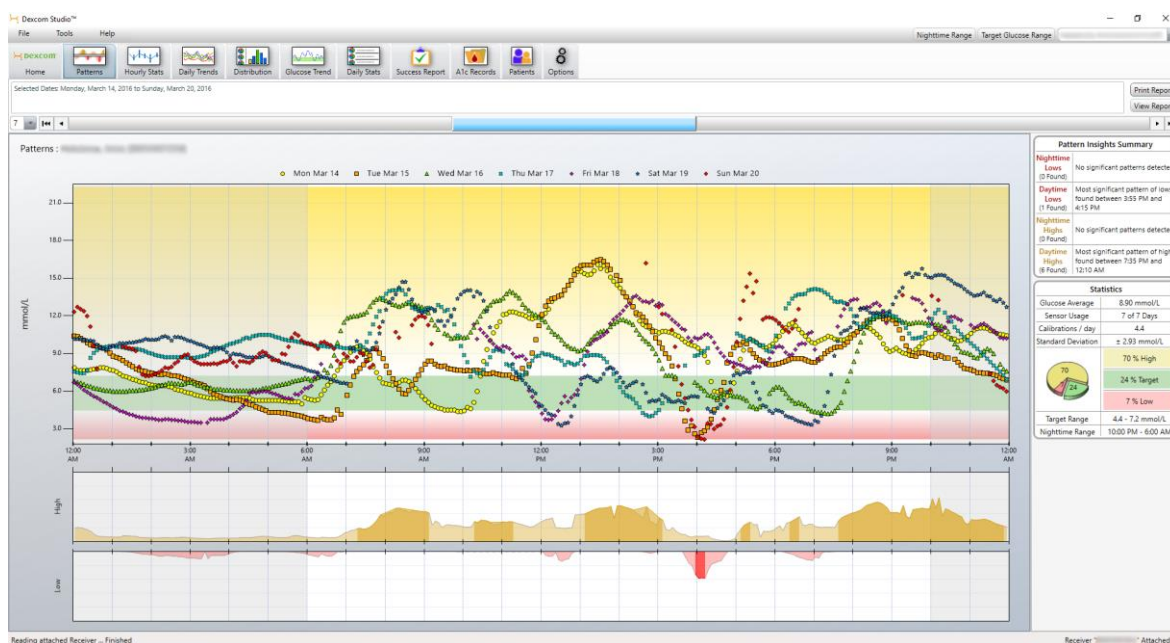 Dexcom Studio™
File Tools Help
Nighttime Range Target Glucose Range
Dexcom
Home Patterns Hourly Stats Daily Trends Distribution Glucose Trend Daily Stats Success Report A1c Records Patients Options
Selected Dates: Monday, March 14, 2016 to Sunday, March 20, 2016
Print Repor
View Repor
7
Patterns :
Mon Mar 14 Tue Mar 15 Wed Mar 16 Thu Mar 17 Fri Mar 18 Sat Mar 19 Sun Mar 20
mmol/L
21.0
18.0
15.0
12.0
9.0
6.0
3.0
12:00 AM
3:00 AM
6:00 AM
9:00 AM
12:00 PM
3:00 PM
6:00 PM
9:00 PM
12:00 AM
High
Low
Pattern Insights Summary
Nighttime Lows (0 Found) No significant patterns detecte
Daytime Lows (1 Found) Most significant pattern of low
found between 3:55 PM and
4:15 PM
Nighttime Highs (0 Found) No significant patterns detecte
Daytime Highs (6 Found) Most significant pattern of high
found between 7:35 PM and
12:10 AM
Statistics
Glucose Average 8.90 mmol/L
Sensor Usage 7 of 7 Days
Calibrations / day 4.4
Standard Deviation ± 2.93 mmol/L
70 24
70 % High
24 % Target
7 % Low
Target Range 4.4 - 7.2 mmol/L
Nighttime Range 10:00 PM - 6:00 AM
Reading attached Receiver ... Finished
Receiver " " Attached